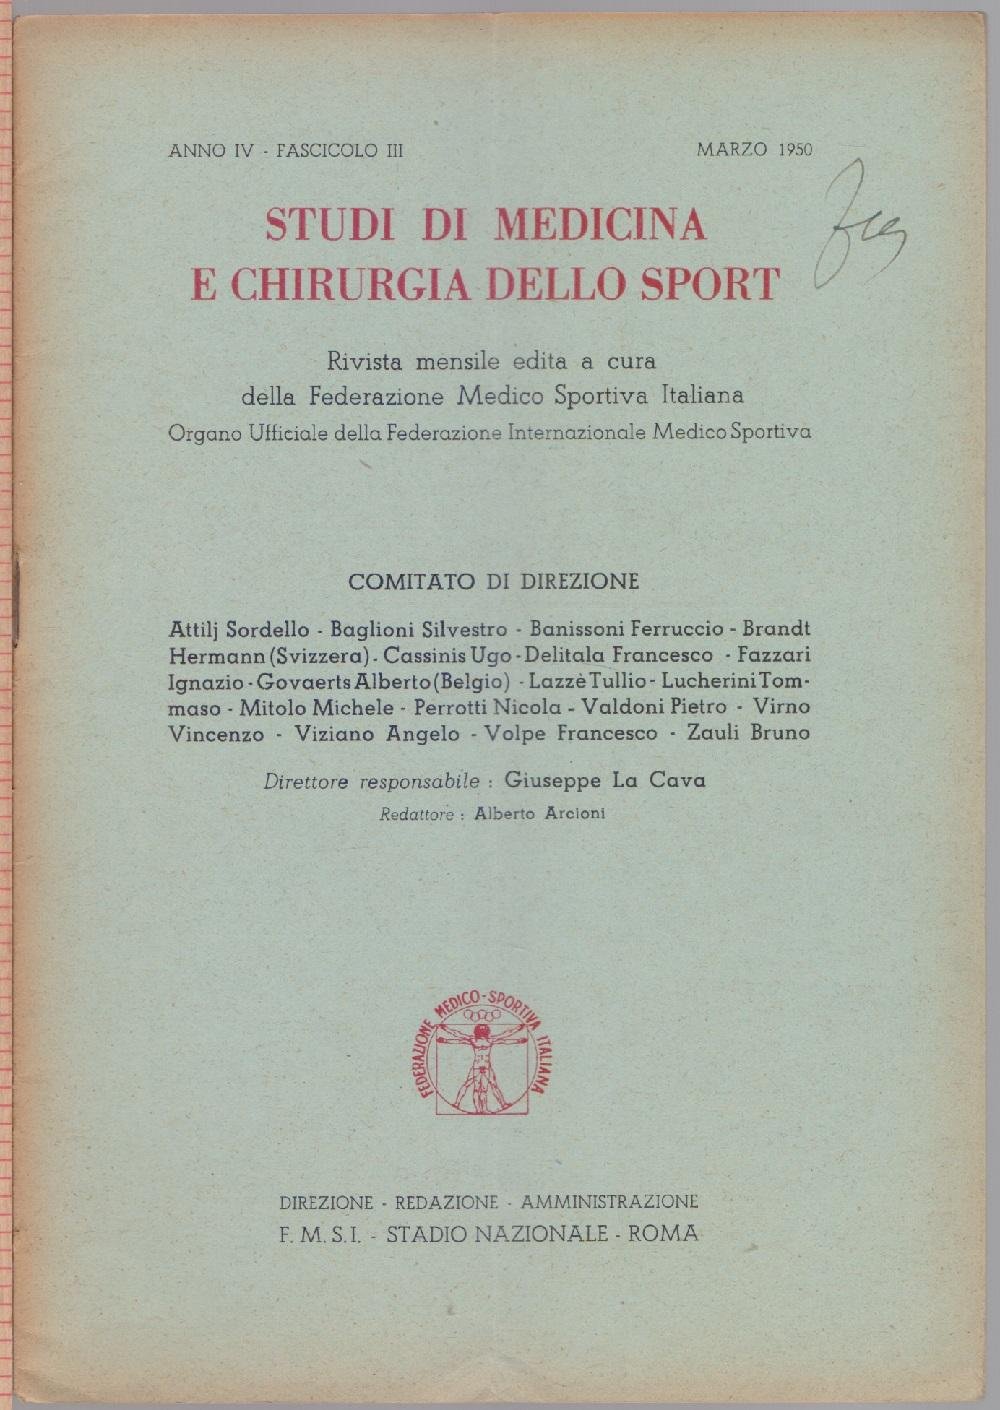 ANNO IV - FASCICOLO III MARZO 1950
STUDI DI MEDICINA
E CHIRURGIA DELLO SPORT
Rivista mensile edita a cura
della Federazione Medico Sportiva Italiana
Organo Ufficiale della Federazione Internazionale Medico Sportiva
COMITATO DI DIREZIONE
Attilj Sordello - Baglioni Silvestro - Banissoni Ferruccio - Brandt
Hermann (Svizzera) - Cassinis Ugo - Delitala Francesco - Fazzari
Ignazio - Govaerts Alberto (Belgio) - Lazzè Tullio - Lucherini Tom-
maso - Mitolo Michele - Perrotti Nicola - Valdoni Pietro - Virno
Vincenzo - Viziano Angelo - Volpe Francesco - Zauli Bruno
Direttore responsabile : Giuseppe La Cava
Redattore : Alberto Arcioni
FEDERAZIONE MEDICO-SPORTIVA ITALIANA
DIREZIONE - REDAZIONE - AMMINISTRAZIONE
F. M. S. I. - STADIO NAZIONALE - ROMA